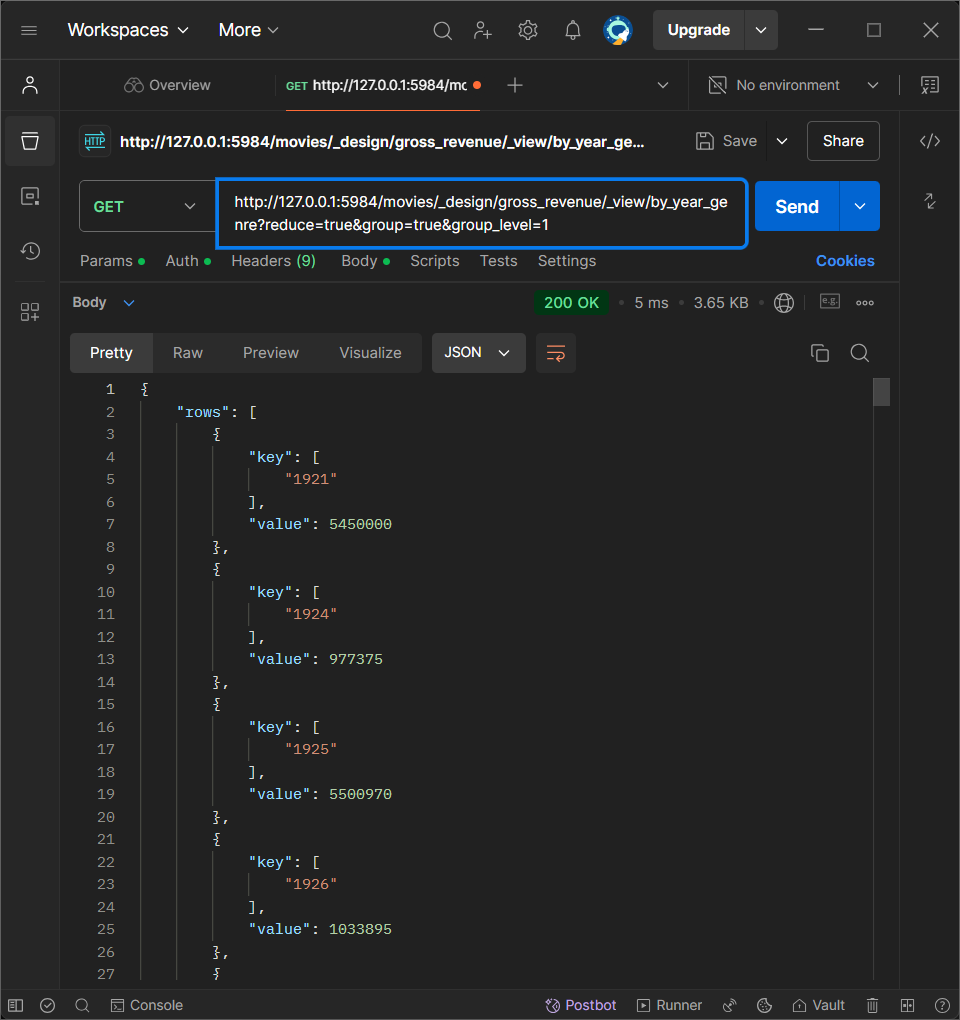 Workspaces More Upgrade
Overview GET http://127.0.0.1:5984/mc No environment
HTTP http://127.0.0.1:5984/movies/_design/gross_revenue/_view/by_year_ge... Save Share
GET http://127.0.0.1:5984/movies/_design/gross_revenue/_view/by_year_ge
nre?reduce=true&group=true&group_level=1 Send
Params Auth Headers (9) Body Scripts Tests Settings Cookies
Body 200 OK 5 ms 3.65 KB e.g.
Pretty Raw Preview Visualize JSON
1 {
2 "rows": [
3 {
4 "key": [
5 "1921"
6 ],
7 "value": 5450000
8 },
9 {
10 "key": [
11 "1924"
12 ],
13 "value": 977375
14 },
15 {
16 "key": [
17 "1925"
18 ],
19 "value": 5500970
20 },
21 {
22 "key": [
23 "1926"
24 ],
25 "value": 1033895
26 },
27 {
Console Postbot Runner Vault